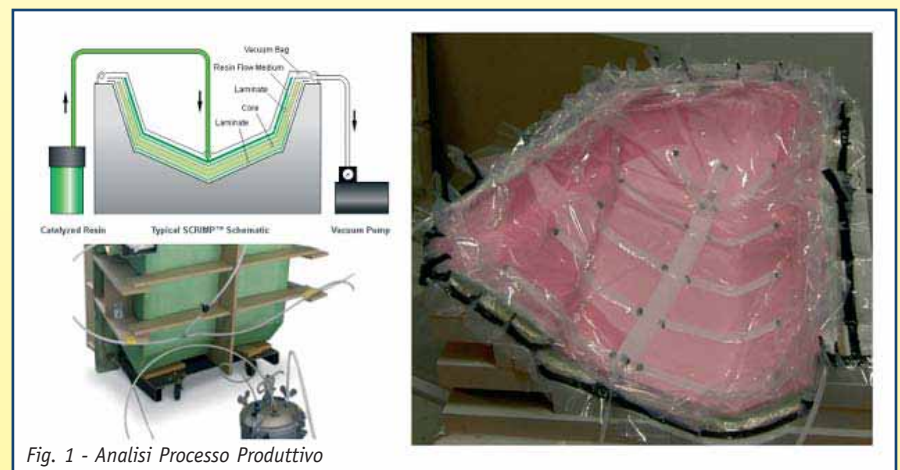 Vacuum Bag
Resin Flow Medium
Laminate
Core
Laminate
Catalyzed Resin
Typical SCRIMP™ Schematic
Vacuum Pump
Fig. 1 - Analisi Processo Produttivo